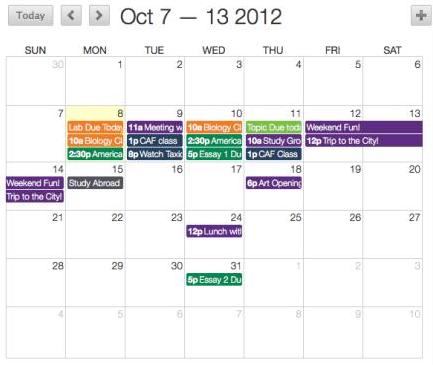 Today < > Oct 7 — 13 2012 +
SUN MON TUE WED THU FRI SAT
30 1 2 3 4 5 6
7 8 9 10 11 12 13
Lab Due Today 11a Meeting w 10a Biology Cl Topic Due toda Weekend Fun!
10a Biology Cl 1p CAF class 2:30p America 10a Study Gro 12p Trip to the City!
2:30p America 8p Watch Taxi 5p Essay 1 Du 1p CAF Class
14 15 16 17 18 19 20
Weekend Fun! Study Abroad 6p Art Opening
Trip to the City!
21 22 23 24 25 26 27
12p Lunch with
28 29 30 31 1 2 3
5p Essay 2 Du
4 5 6 7 8 9 10